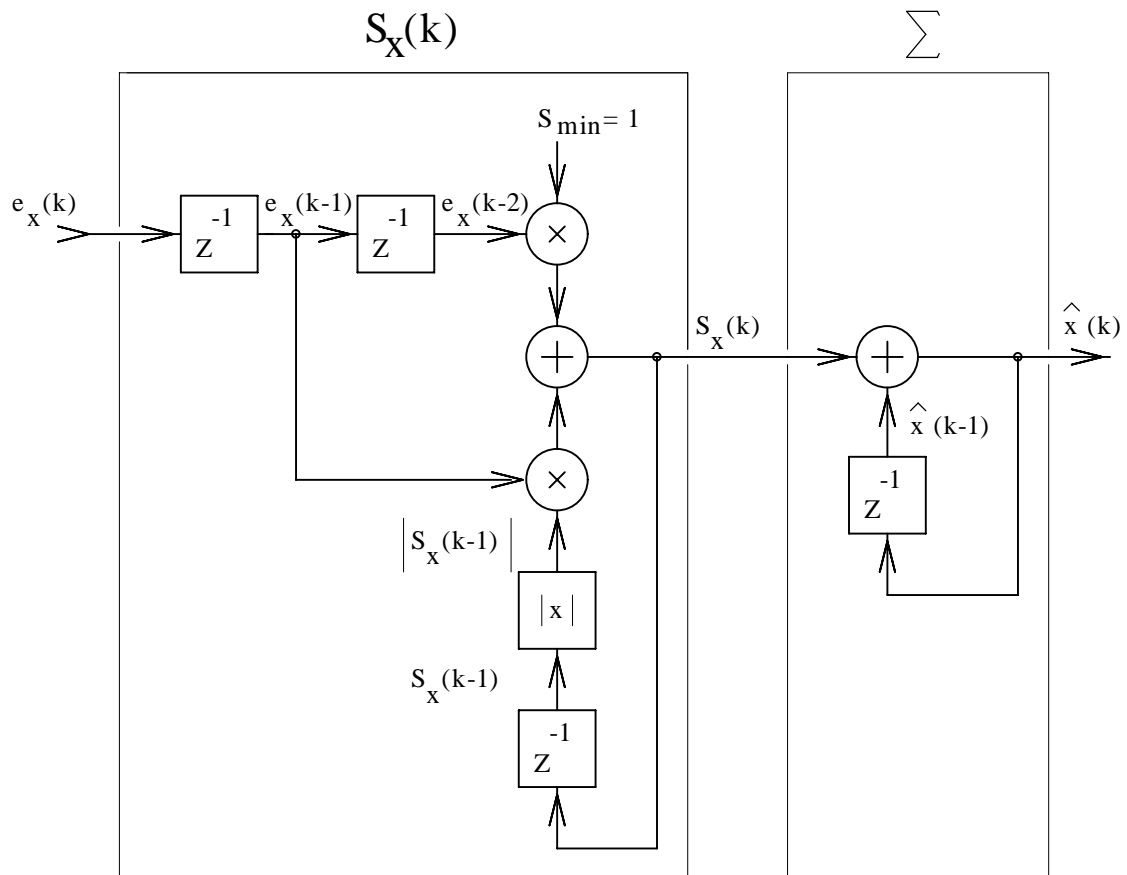 S_x(k)
∑
S_min = 1
e_x(k)
z^-1
e_x(k-1)
z^-1
e_x(k-2)
×
+
S_x(k)
+
x̂(k)
x̂(k-1)
×
z^-1
|S_x(k-1)|
|x|
S_x(k-1)
z^-1